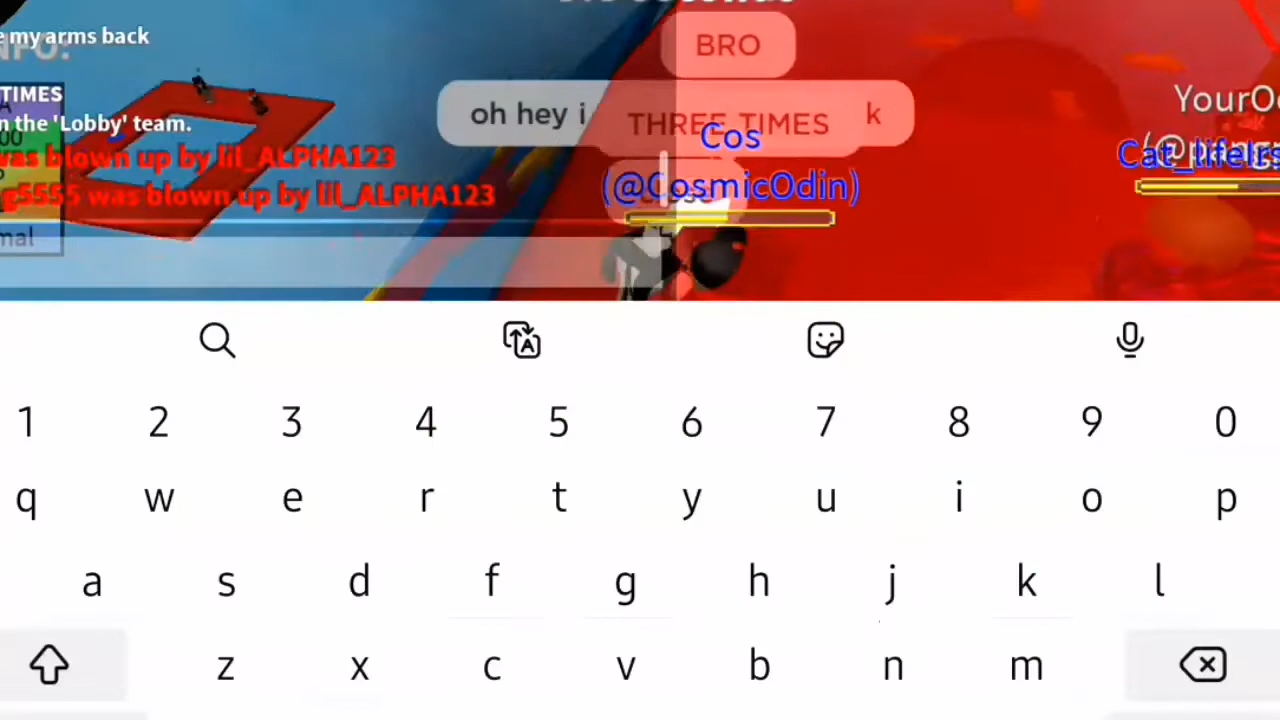 e my arms back
NFO:
BRO
TIMES
n the 'Lobby' team.
oh hey i
THREE TIMES
k
YourO
Cos
(@CosmicOdin)
was blown up by lil_ALPHA123
g5555 was blown up by lil_ALPHA123
mal
1 2 3 4 5 6 7 8 9 0
q w e r t y u i o p
a s d f g h j k l
z x c v b n m